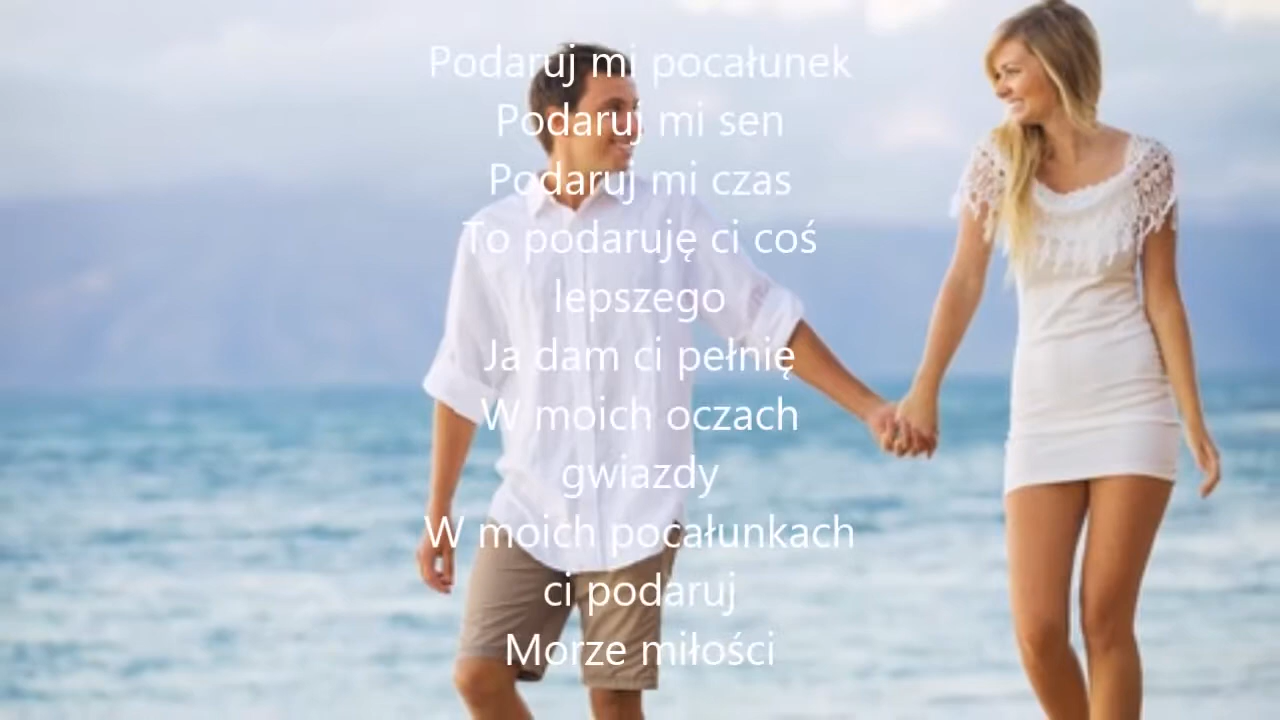 Podaruj mi pocałunek
Podaruj mi sen
Podaruj mi czas
To podaruję ci coś
lepszego
Ja dam ci pełnię
W moich oczach
gwiazdy
W moich pocałunkach
ci podaruj
Morze miłości